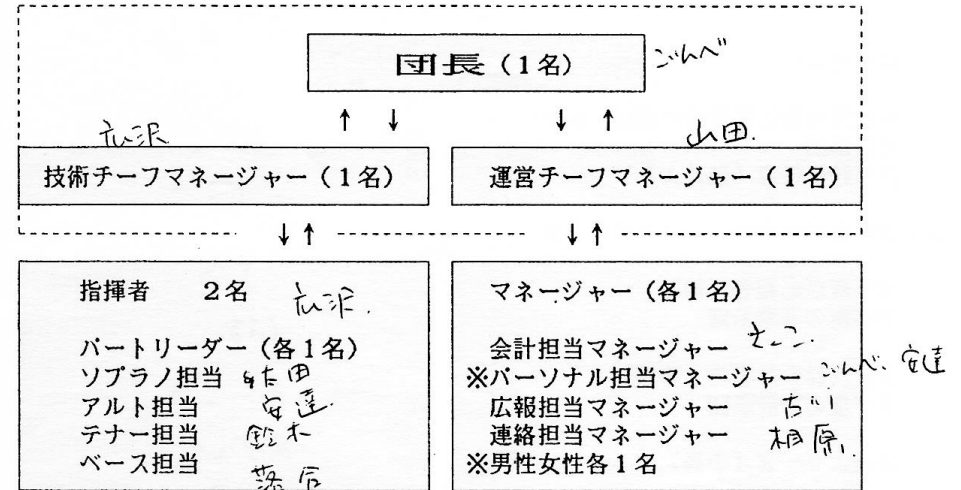 団長(1名) ごんべ
↑ ↓ ↓ ↑
広沢 山田.
技術チーフマネージャー(1名) 運営チーフマネージャー(1名)
↓ ↑ ↓ ↑
指揮者 2名 広沢.
パートリーダー(各1名)
ソプラノ担当
アルト担当 安達.
テナー担当 鈴木
ベース担当 落合
マネージャー(各1名)
会計担当マネージャー
※パーソナル担当マネージャー ごんべ、安達
広報担当マネージャー 古川
連絡担当マネージャー 相原.
※男性女性各1名